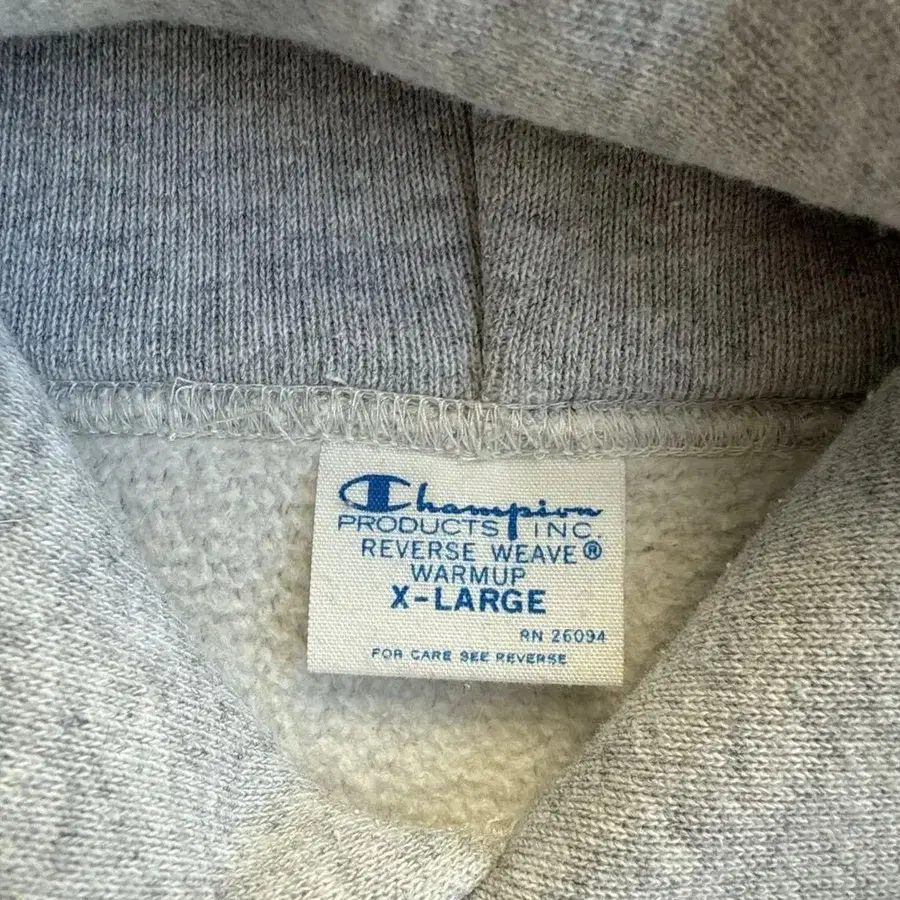 Champion
PRODUCTS INC.
REVERSE WEAVE®
WARMUP
X-LARGE
RN 26094
FOR CARE SEE REVERSE